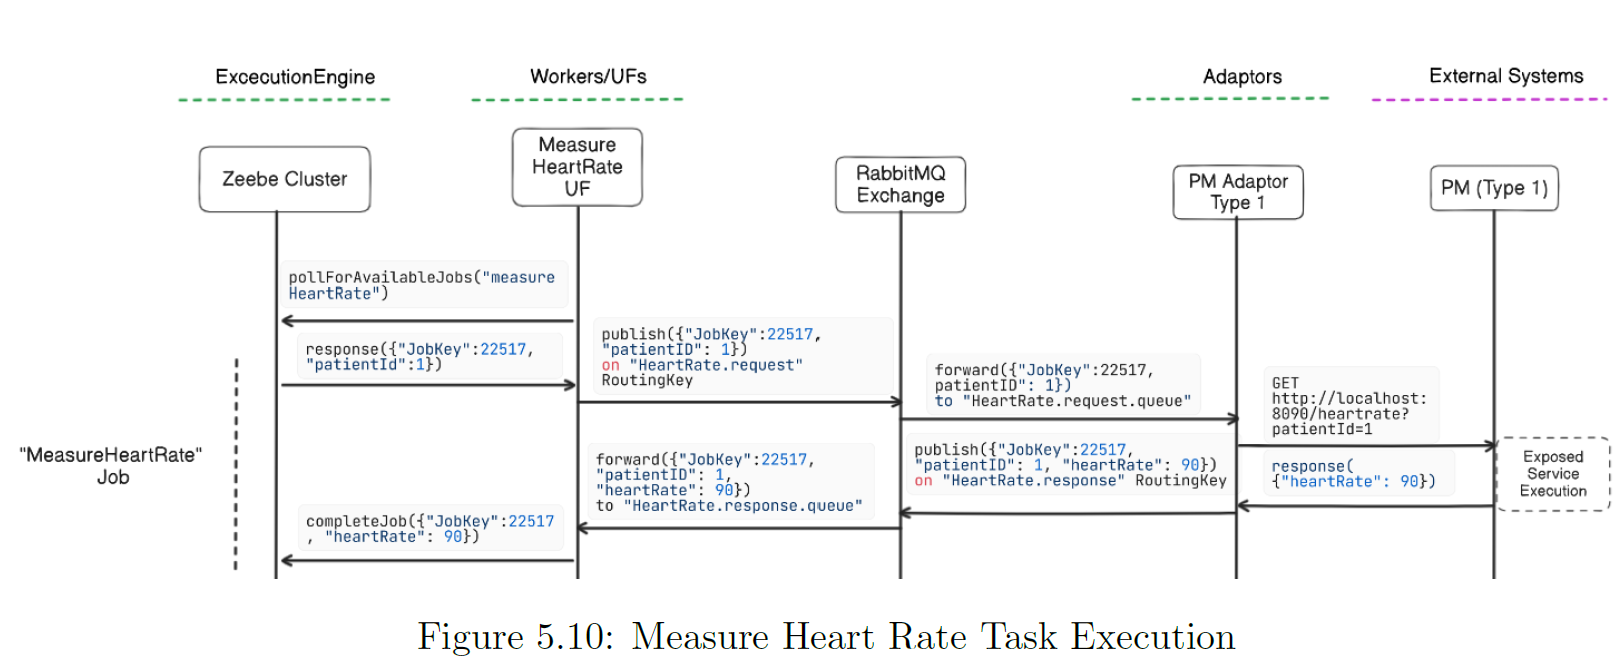 ExcecutionEngine
Workers/UFs
Adaptors
External Systems
Zeebe Cluster
Measure
HeartRate
UF
RabbitMQ
Exchange
PM Adaptor
Type 1
PM (Type 1)
pollForAvailableJobs("measure
HeartRate")
response({"JobKey":22517,
"patientId":1})
publish({"JobKey":22517,
"patientID": 1})
on "HeartRate.request"
RoutingKey
forward({"JobKey":22517,
patientID": 1})
to "HeartRate.request.queue"
GET
http://localhost:
8090/heartrate?
patientId=1
"MeasureHeartRate"
Job
Exposed
Service
Execution
response(
{"heartRate": 90})
publish({"JobKey":22517,
"patientID": 1, "heartRate": 90})
on "HeartRate.response" RoutingKey
forward({"JobKey":22517,
"patientID": 1,
"heartRate": 90})
to "HeartRate.response.queue"
completeJob({"JobKey":22517
, "heartRate": 90})
Figure 5.10: Measure Heart Rate Task Execution